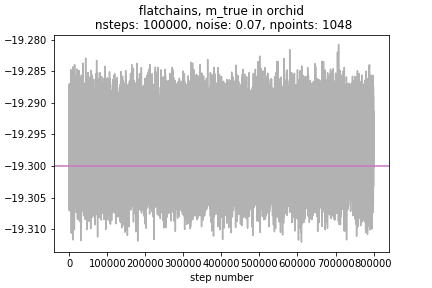 flatchains, m_true in orchid
nsteps: 100000, noise: 0.07, npoints: 1048
−19.280
−19.285
−19.290
−19.295
−19.300
−19.305
−19.310
0 100000 200000 300000 400000 500000 600000 700000 800000
step number